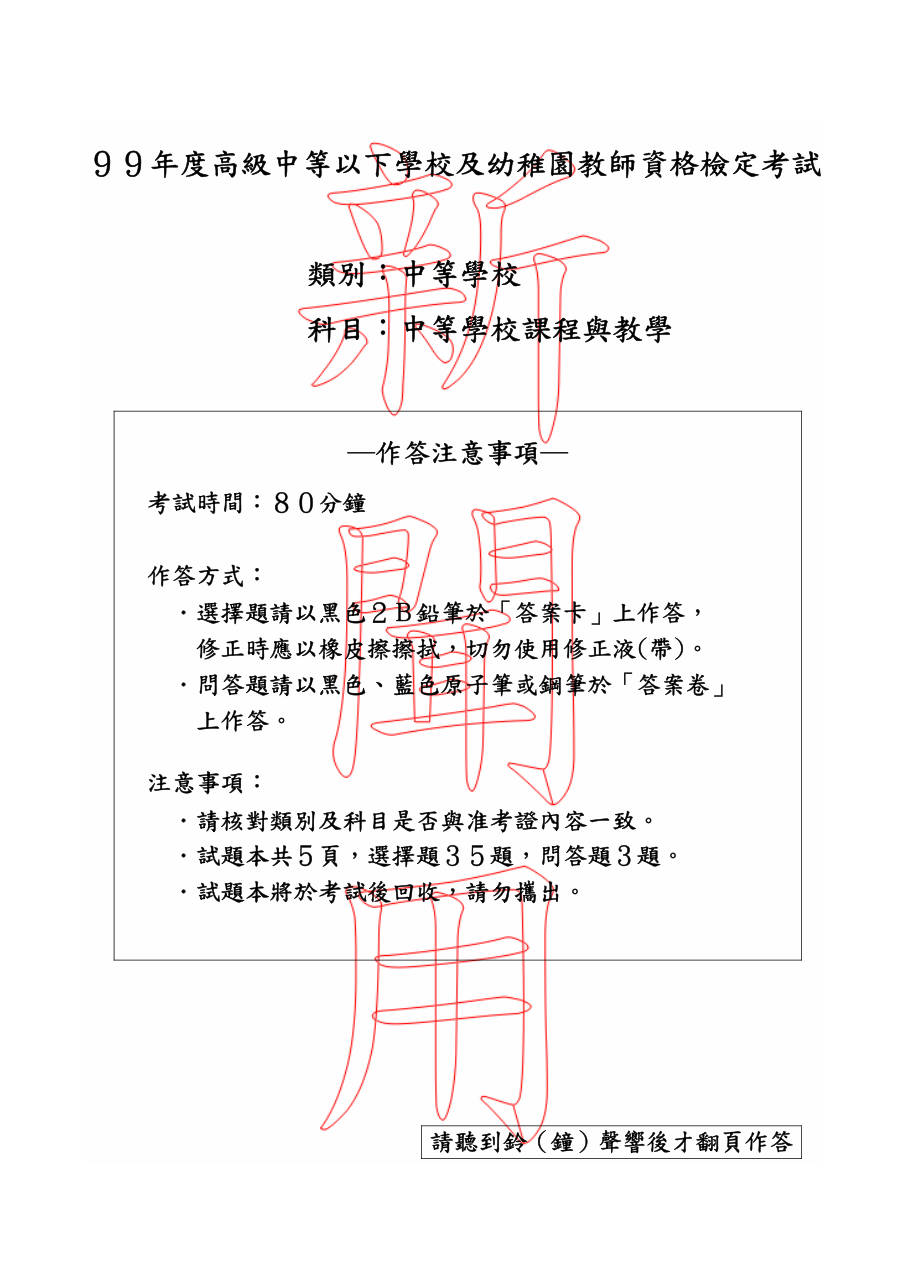 ９９年度高級中等以下學校及幼稚園教師資格檢定考試
類別：中等學校
科目：中等學校課程與教學
—作答注意事項—
考試時間：８０分鐘
作答方式：
．選擇題請以黑色２Ｂ鉛筆於「答案卡」上作答，
修正時應以橡皮擦擦拭，切勿使用修正液(帶)。
．問答題請以黑色、藍色原子筆或鋼筆於「答案卷」
上作答。
注意事項：
．請核對類別及科目是否與准考證內容一致。
．試題本共５頁，選擇題３５題，問答題３題。
．試題本將於考試後回收，請勿攜出。
請聽到鈴（鐘）聲響後才翻頁作答
新聞用